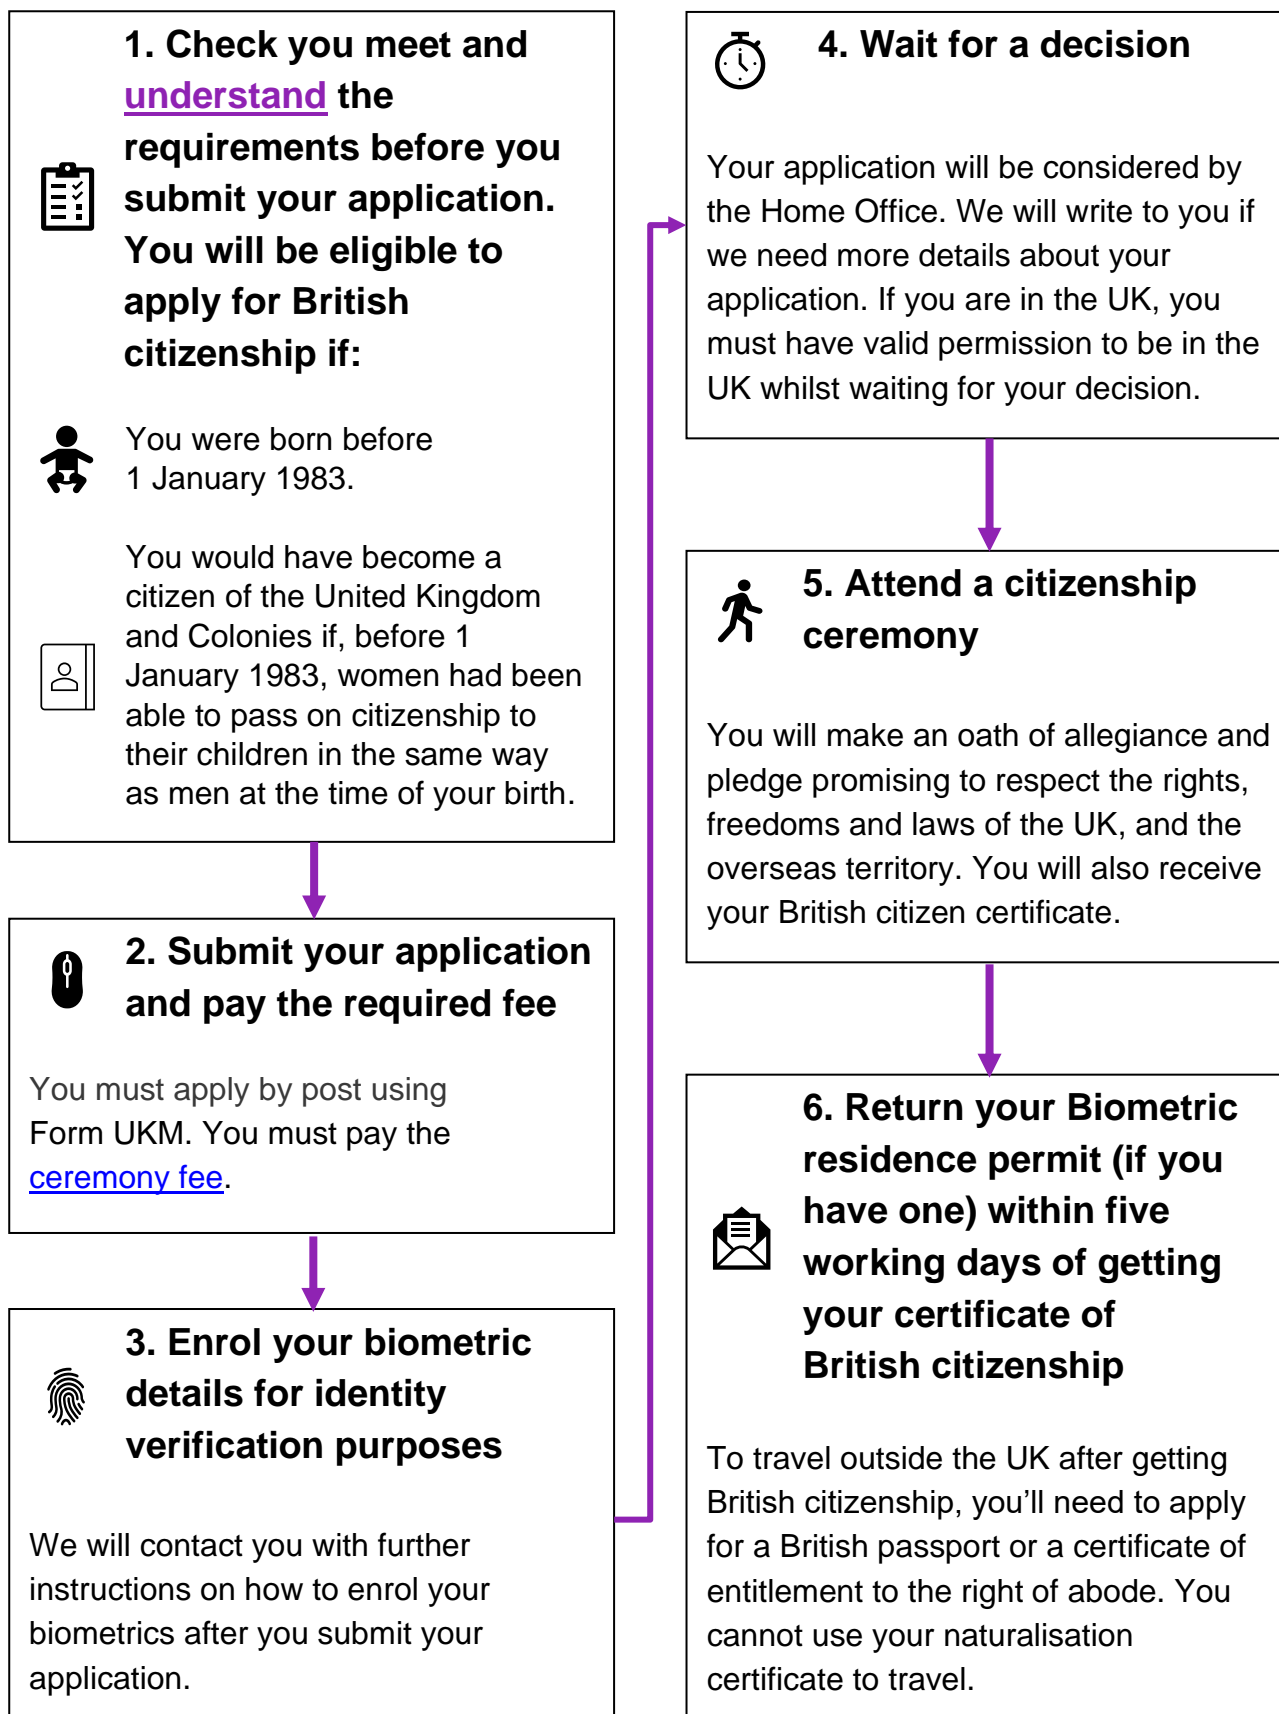 1. Check you meet and
understand the
requirements before you
submit your application.
You will be eligible to
apply for British
citizenship if:
You were born before
1 January 1983.
You would have become a
citizen of the United Kingdom
and Colonies if, before 1
January 1983, women had been
able to pass on citizenship to
their children in the same way
as men at the time of your birth.
2. Submit your application
and pay the required fee
You must apply by post using
Form UKM. You must pay the
ceremony fee.
3. Enrol your biometric
details for identity
verification purposes
We will contact you with further
instructions on how to enrol your
biometrics after you submit your
application.
4. Wait for a decision
Your application will be considered by
the Home Office. We will write to you if
we need more details about your
application. If you are in the UK, you
must have valid permission to be in the
UK whilst waiting for your decision.
5. Attend a citizenship
ceremony
You will make an oath of allegiance and
pledge promising to respect the rights,
freedoms and laws of the UK, and the
overseas territory. You will also receive
your British citizen certificate.
6. Return your Biometric
residence permit (if you
have one) within five
working days of getting
your certificate of
British citizenship
To travel outside the UK after getting
British citizenship, you’ll need to apply
for a British passport or a certificate of
entitlement to the right of abode. You
cannot use your naturalisation
certificate to travel.